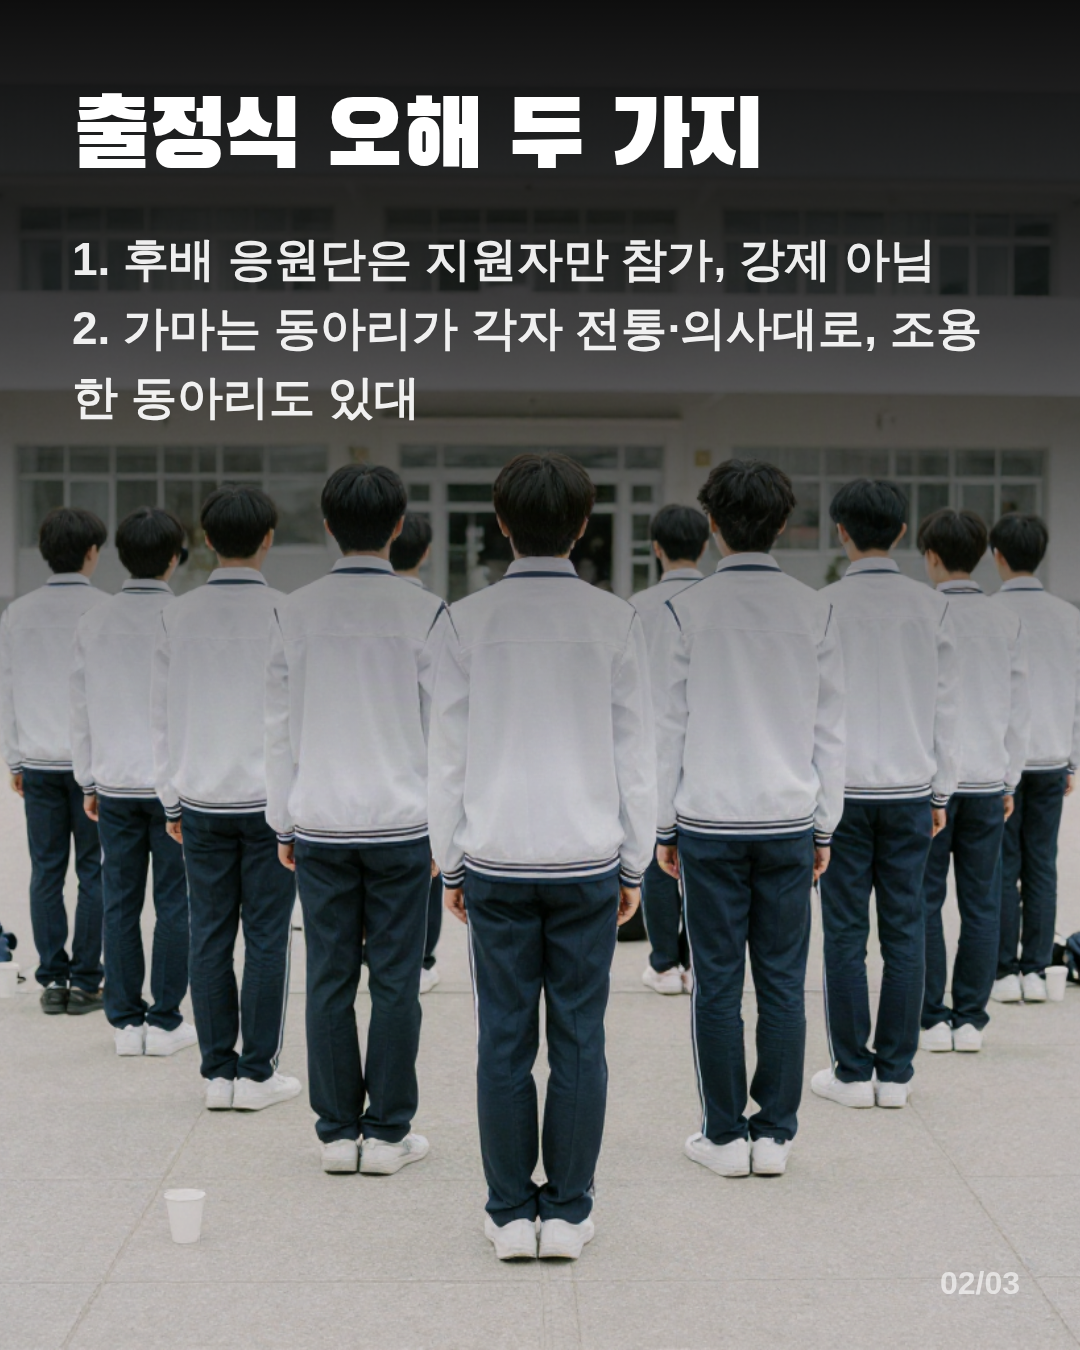 출정식 오해 두 가지
1. 후배 응원단은 지원자만 참가, 강제 아님
2. 가마는 동아리가 각자 전통·의사대로, 조용
한 동아리도 있대
02/03